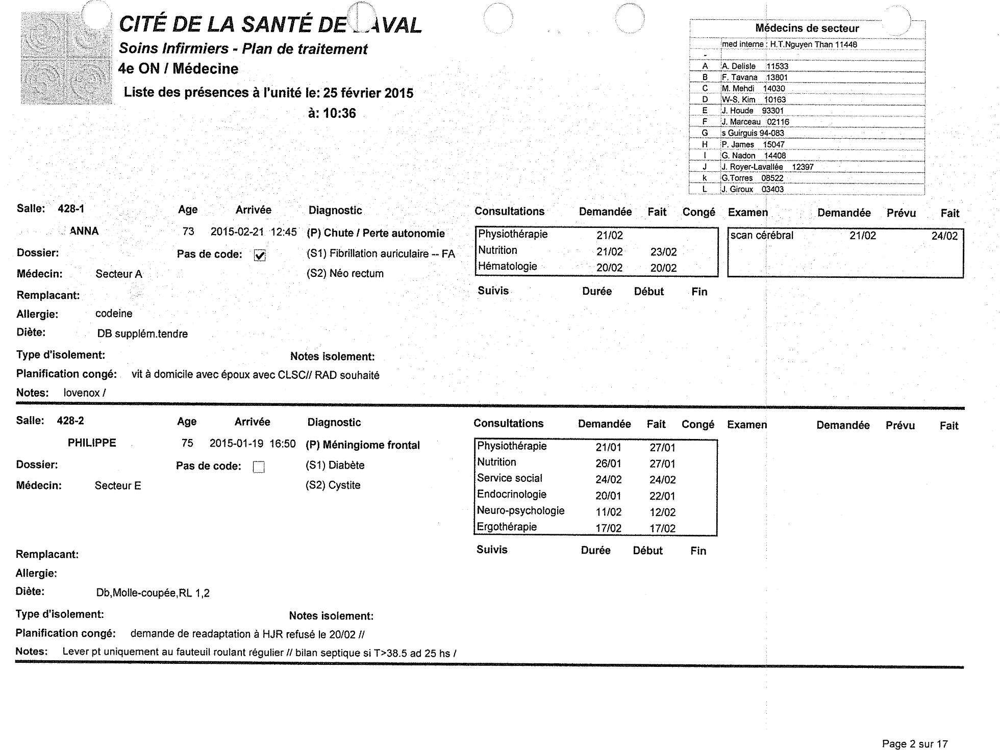 CITÉ DE LA SANTÉ DE LAVAL
Soins Infirmiers - Plan de traitement
4e ON / Médecine
Liste des présences à l'unité le: 25 février 2015
à: 10:36
Médecins de secteur
med interne : H.T.Nguyen Than 11448
-
A A. Delisle 11533
B F. Tavana 13801
C M. Mehdi 14030
D W-S. Kim 10163
E J. Houde 93301
F J. Marceau 02116
G s Guirguis 94-083
H P. James 15047
I G. Nadon 14408
J J. Royer-Lavallée 12397
k G.Torres 08522
L J. Giroux 03403
Salle: 428-1 Age Arrivée Diagnostic Consultations Demandée Fait Congé Examen Demandée Prévu Fait
ANNA 73 2015-02-21 12:45 (P) Chute / Perte autonomie Physiothérapie 21/02 scan cérébral 21/02 24/02
Dossier: Pas de code: (S1) Fibrillation auriculaire -- FA Nutrition 21/02 23/02
Médecin: Secteur A (S2) Néo rectum Hématologie 20/02 20/02
Remplacant: Suivis Durée Début Fin
Allergie: codeine
Diète: DB supplém.tendre
Type d'isolement: Notes isolement:
Planification congé: vit à domicile avec époux avec CLSC// RAD souhaité
Notes: lovenox /
Salle: 428-2 Age Arrivée Diagnostic Consultations Demandée Fait Congé Examen Demandée Prévu Fait
PHILIPPE 75 2015-01-19 16:50 (P) Méningiome frontal Physiothérapie 21/01 27/01
Dossier: Pas de code: (S1) Diabète Nutrition 26/01 27/01
Médecin: Secteur E (S2) Cystite Service social 24/02 24/02
Endocrinologie 20/01 22/01
Neuro-psychologie 11/02 12/02
Ergothérapie 17/02 17/02
Remplacant: Suivis Durée Début Fin
Allergie:
Diète: Db,Molle-coupée,RL 1,2
Type d'isolement: Notes isolement:
Planification congé: demande de readaptation à HJR refusé le 20/02 //
Notes: Lever pt uniquement au fauteuil roulant régulier // bilan septique si T>38.5 ad 25 hs /
Page 2 sur 17